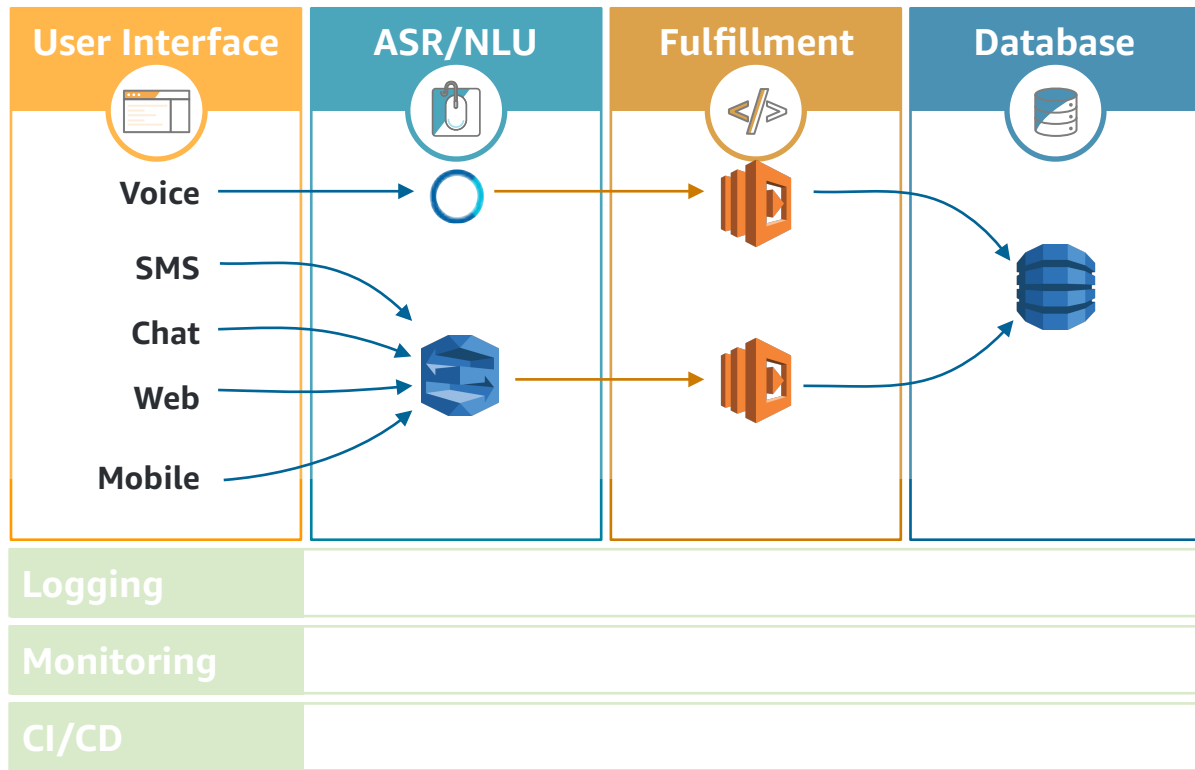 User Interface
ASR/NLU
Fulfillment
Database
</>
Voice
SMS
Chat
Web
Mobile
Logging
Monitoring
CI/CD